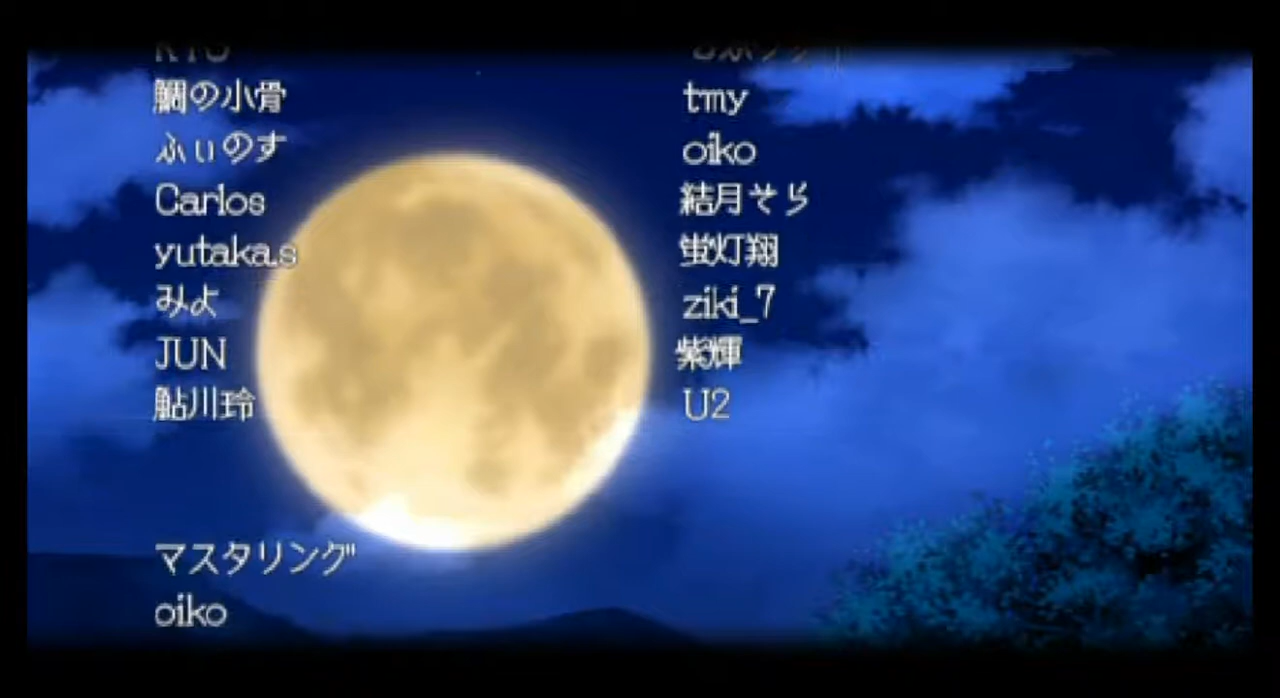 鯛の小骨
tmy
ふぃのす
oiko
Carlos
結月そら
yutaka.s
蛍灯翔
みよ
ziki_7
JUN
紫輝
鮎川玲
U2
マスタリング
oiko